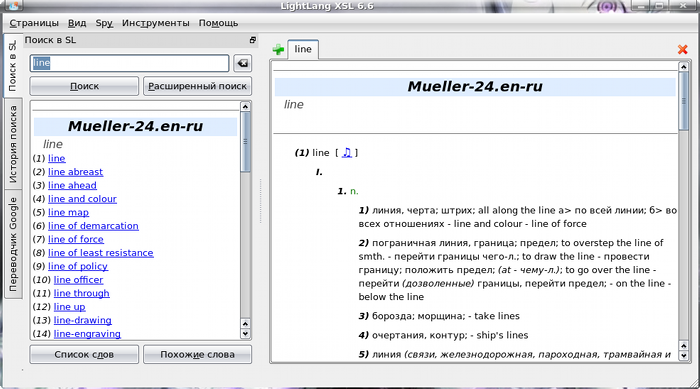 LightLang XSL 6.6
Страницы Вид Spy Инструменты Помощь
Поиск в SL
Поиск в SL
История поиска
Переводчик Google
line
Поиск
Расширенный поиск
Mueller-24.en-ru
line
(1) line
(2) line abreast
(3) line ahead
(4) line and colour
(5) line map
(6) line of demarcation
(7) line of force
(8) line of least resistance
(9) line of policy
(10) line officer
(11) line through
(12) line up
(13) line-drawing
(14) line-engraving
Список слов
Похожие слова
line
Mueller-24.en-ru
line
(1) line [ ♫ ]
I.
1. n.
1) линия, черта; штрих; all along the line а> по всей линии; б> во
всех отношениях - line and colour - line of force
2) пограничная линия, граница; предел; to overstep the line of
smth. - перейти границы чего-л.; to draw the line - провести
границу; положить предел; (at - чему-л.); to go over the line -
перейти (дозволенные) границы, перейти предел; - on the line -
below the line
3) борозда; морщина; - take lines
4) очертания, контур; - ship's lines
5) линия (связи, железнодорожная, пароходная, трамвайная и